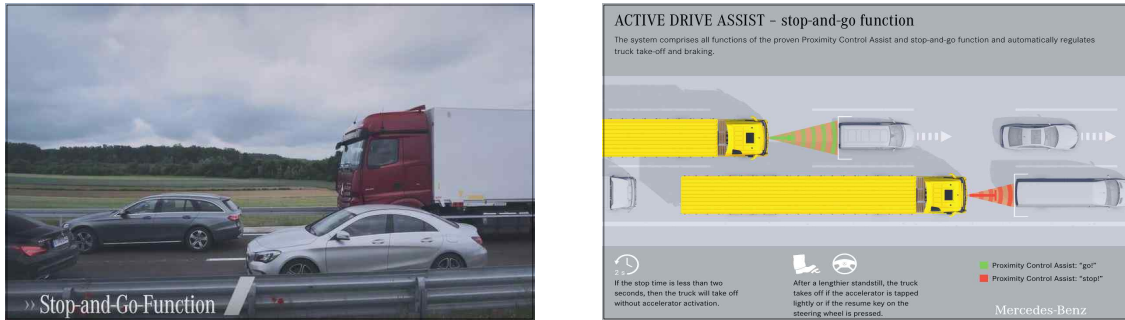 ›› Stop-and-Go-Function
ACTIVE DRIVE ASSIST – stop-and-go function
The system comprises all functions of the proven Proximity Control Assist and stop-and-go function and automatically regulates
truck take-off and braking.
2 s
If the stop time is less than two
seconds, then the truck will take off
without accelerator activation.
After a lengthier standstill, the truck
takes off if the accelerator is tapped
lightly or if the resume key on the
steering wheel is pressed.
Proximity Control Assist: "go!"
Proximity Control Assist: "stop!"
Mercedes-Benz